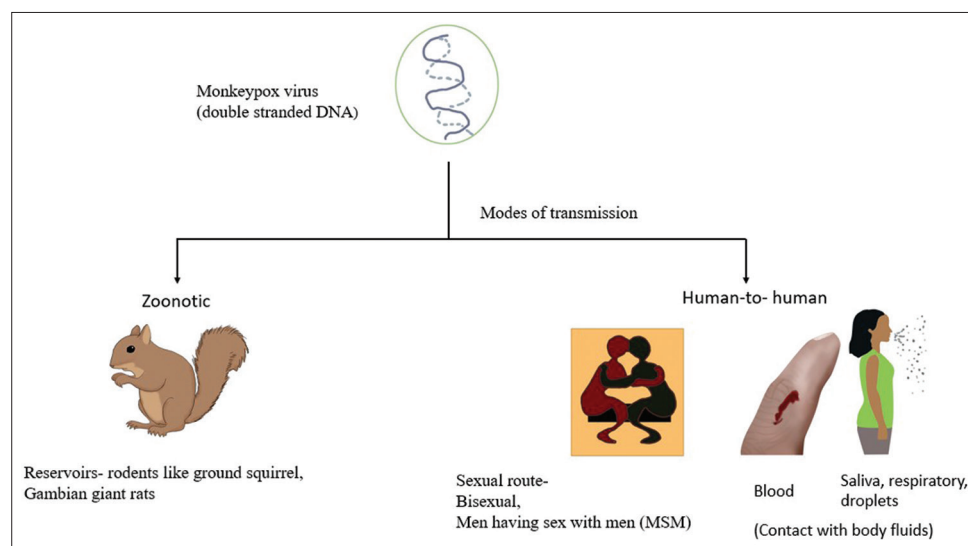 Monkeypox virus
(double stranded DNA)
Modes of transmission
Zoonotic
Human-to- human
Reservoirs- rodents like ground squirrel,
Gambian giant rats
Sexual route-
Bisexual,
Men having sex with men (MSM)
Blood
Saliva, respiratory,
droplets
(Contact with body fluids)